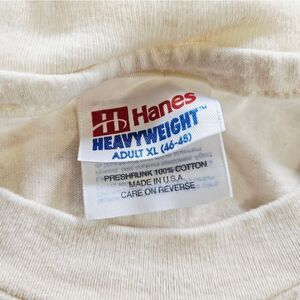 Hanes
HEAVYWEIGHT™
ADULT XL (46-48)
PRESHRUNK 100% COTTON
MADE IN U.S.A.
CARE ON REVERSE